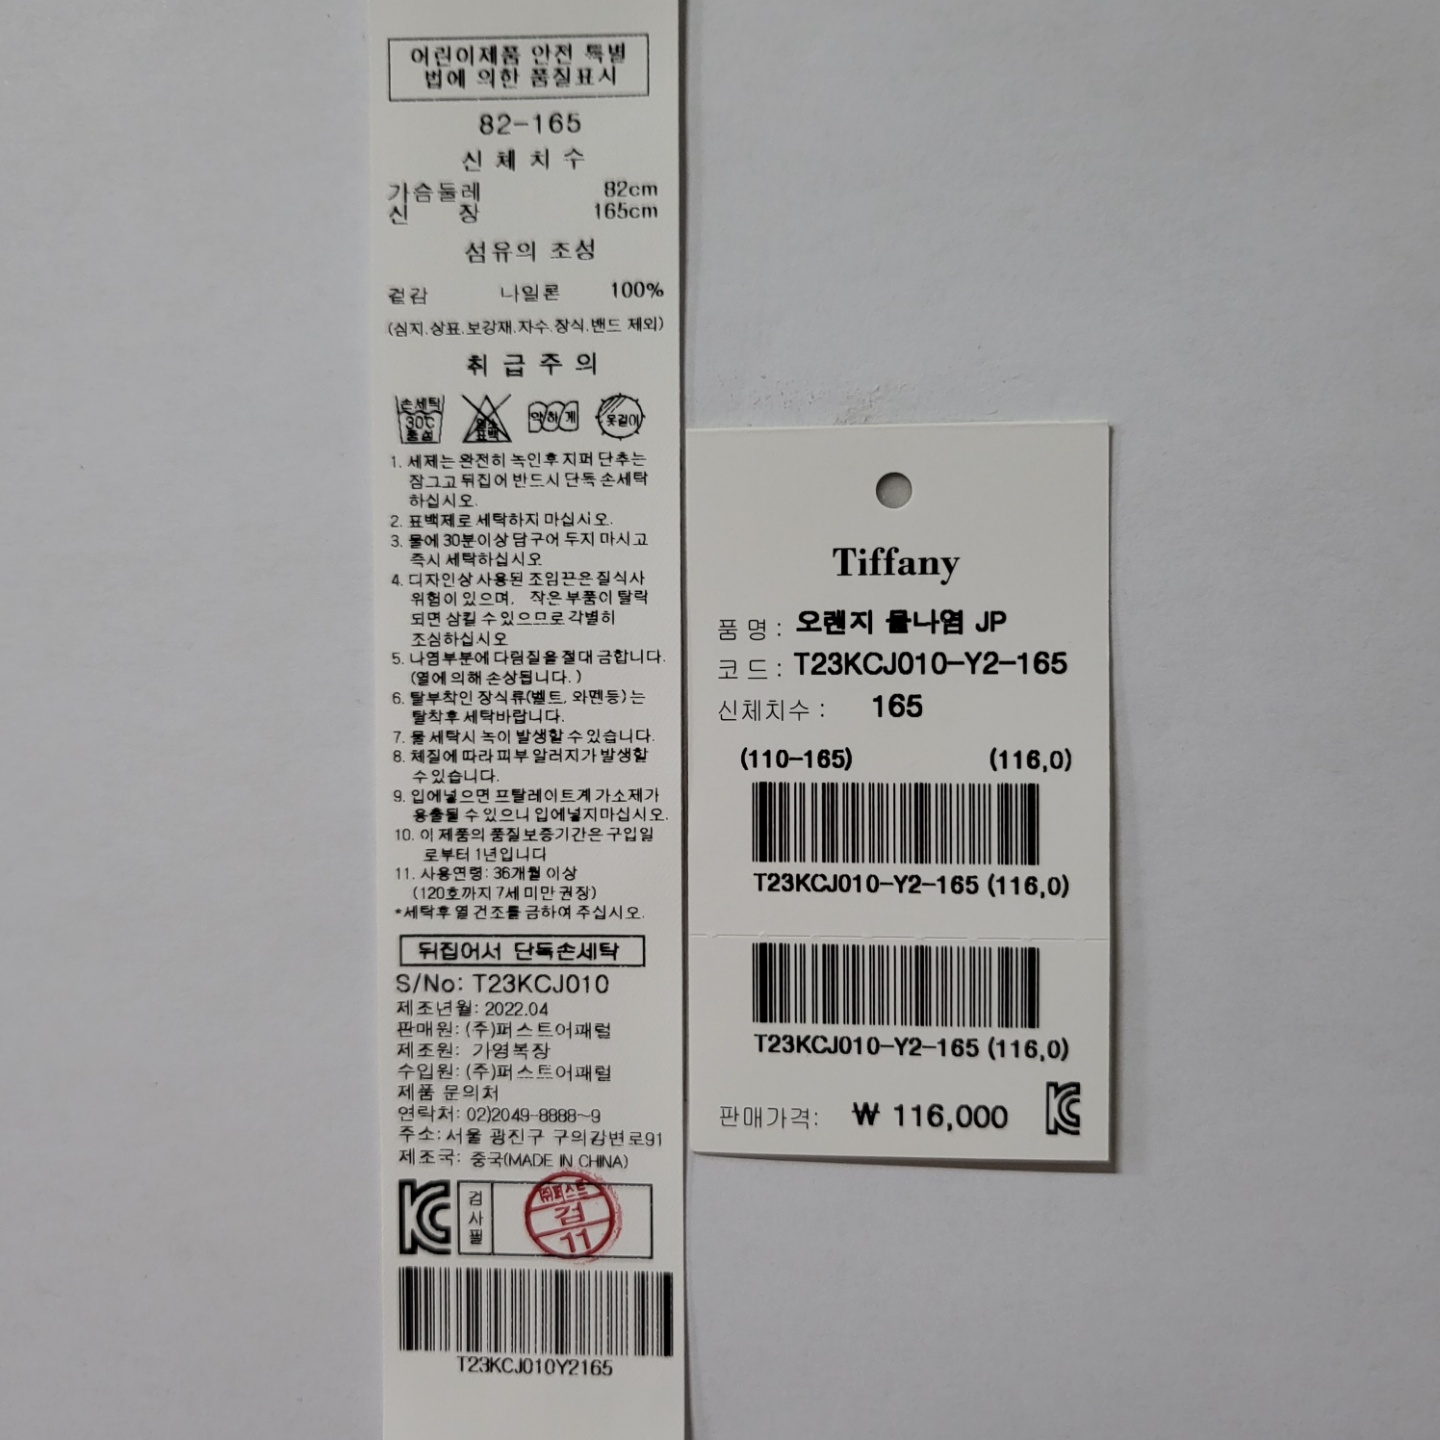 어린이제품 안전 특별
법에 의한 품질표시
82-165
신 체 치 수
가슴둘레 82cm
신 장 165cm
섬유의 조성
겉감 나일론 100%
(심지.상표.보강재.자수.장식.밴드 제외)
취 급 주 의
손세탁
30℃
중성
염소
표백
약하게
옷걸이
1. 세제는 완전히 녹인후 지퍼 단추는
잠그고 뒤집어 반드시 단독 손세탁
하십시오.
2. 표백제로 세탁하지 마십시오.
3. 물에 30분이상 담구어 두지 마시고
즉시 세탁하십시오
4. 디자인상 사용된 조임끈은 질식사
위험이 있으며, 작은 부품이 탈락
되면 삼킬 수 있으므로 각별히
조심하십시오
5. 나염부분에 다림질을 절대 금합니다.
(열에 의해 손상됩니다.)
6. 탈부착인 장식류(벨트, 와펜등) 는
탈착후 세탁바랍니다.
7. 물 세탁시 녹이 발생할 수 있습니다.
8. 체질에 따라 피부 알러지가 발생할
수 있습니다.
9. 입에넣으면 프탈레이트계 가소제가
용출될 수 있으니 입에넣지마십시오.
10. 이 제품의 품질보증기간은 구입일
로부터 1년입니다
11. 사용연령: 36개월 이상
(120호까지 7세 미만 권장)
*세탁후 열 건조를 금하여 주십시오.
뒤집어서 단독손세탁
S/No: T23KCJ010
제조년월: 2022.04
판매원: (주)퍼스트어패럴
제조원: 가영복장
수입원: (주)퍼스트어패럴
제품 문의처
연락처: 02)2049-8888~9
주소: 서울 광진구 구의강변로91
제조국: 중국(MADE IN CHINA)
KC
검사필
㈜퍼스트
검
11
T23KCJ010Y2165
Tiffany
품 명 : 오렌지 물나염 JP
코 드 : T23KCJ010-Y2-165
신체치수 : 165
(110-165) (116,0)
T23KCJ010-Y2-165 (116,0)
T23KCJ010-Y2-165 (116,0)
판매가격: ₩ 116,000
KC